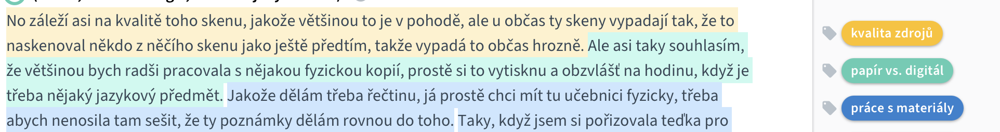 No záleží asi na kvalitě toho skenu, jakože většinou to je v pohodě, ale u občas ty skeny vypadají tak, že to
naskenoval někdo z něčího skenu jako ještě předtím, takže vypadá to občas hrozně. Ale asi taky souhlasím,
že většinou bych radši pracovala s nějakou fyzickou kopií, prostě si to vytisknu a obzvlášť na hodinu, když je
třeba nějaký jazykový předmět. Jakože dělám třeba řečtinu, já prostě chci mít tu učebnici fyzicky, třeba
abych nenosila tam sešit, že ty poznámky dělám rovnou do toho. Taky, když jsem si pořizovala teďka pro
kvalita zdrojů
papír vs. digitál
práce s materiály